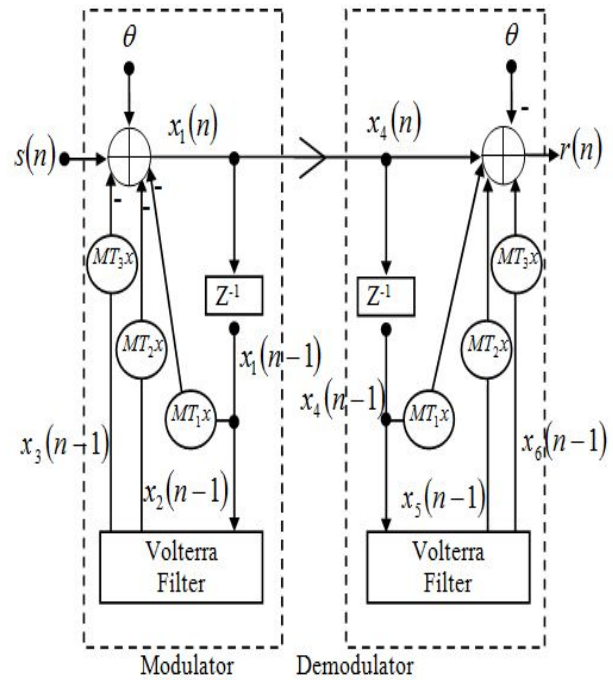 θ
θ
x₁(n)
x₄(n)
s(n)
-
-
-
-
r(n)
MT₃x
MT₃x
Z⁻¹
Z⁻¹
MT₂x
MT₂x
x₁(n−1)
MT₁x
x₄(n−1)
MT₁x
x₃(n−1)
x₆(n−1)
x₂(n−1)
x₅(n−1)
Volterra
Filter
Volterra
Filter
Modulator
Demodulator